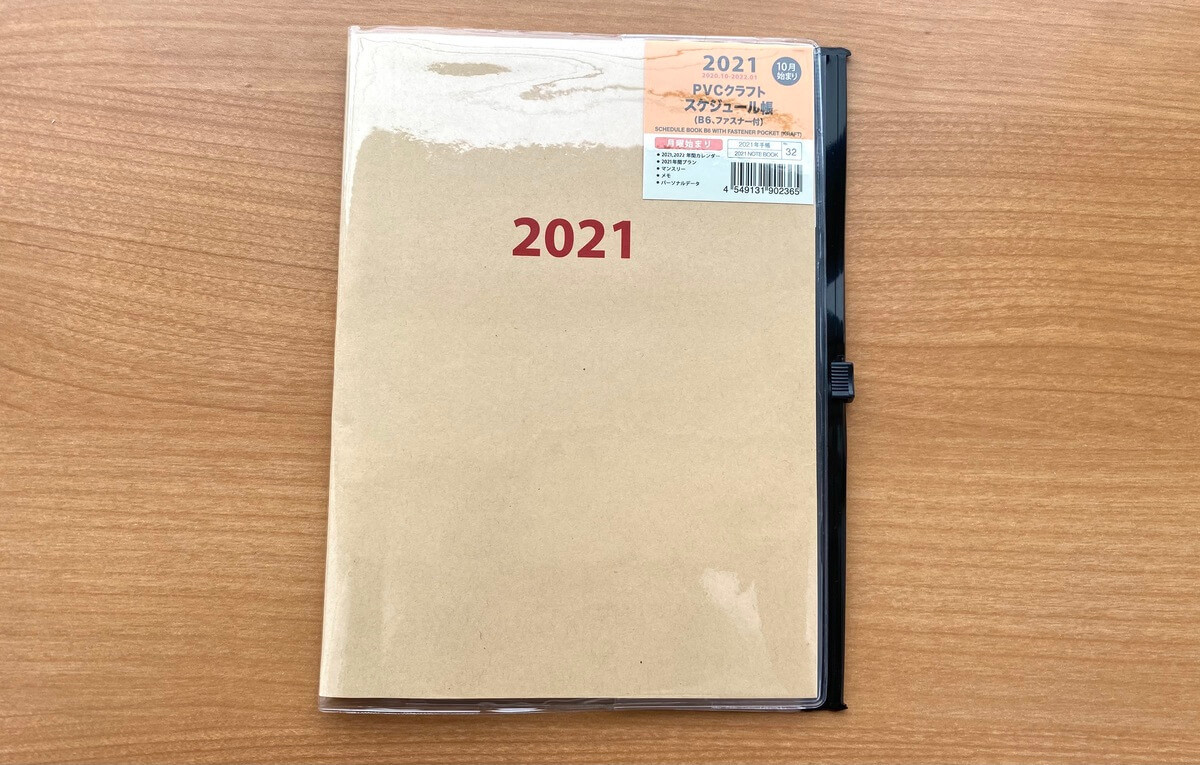 2021
2020.10-2022.01
10月
始まり
PVCクラフト
スケジュール帳
(B6、ファスナー付)
SCHEDULE BOOK B6 WITH FASTENER POCKET (KRAFT)
月曜始まり
• 2021,2022 年間カレンダー
• 2021年間プラン
• マンスリー
• メモ
• パーソナルデータ
2021年手帳
2021 NOTE BOOK
32
4 549131 902365
2021